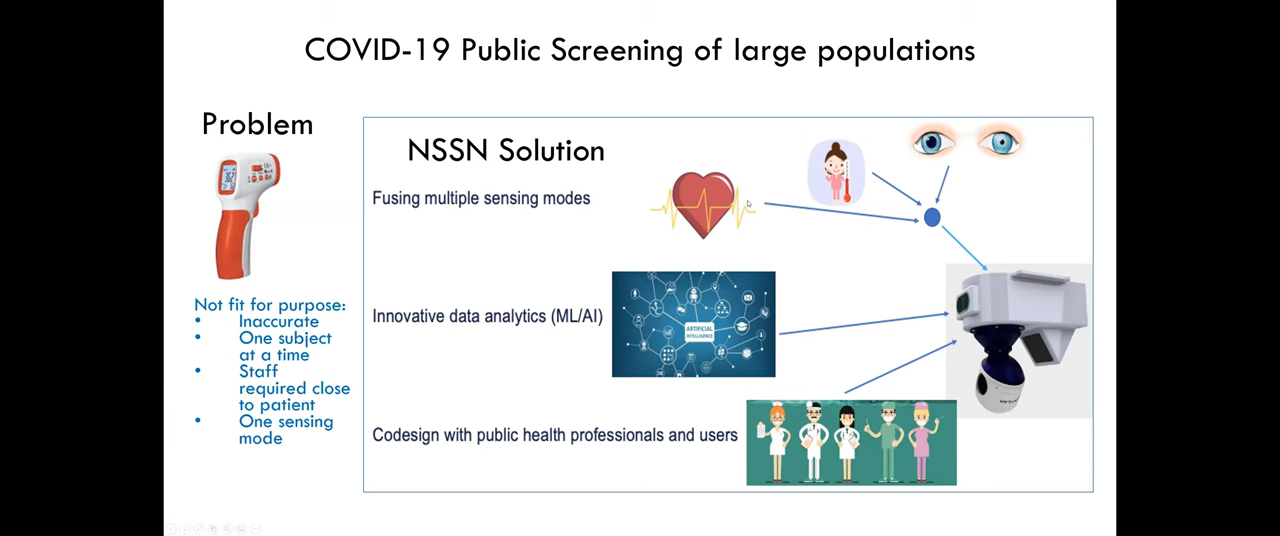 COVID-19 Public Screening of large populations
Problem
NSSN Solution
Fusing multiple sensing modes
Not fit for purpose:
• Inaccurate
• One subject
at a time
• Staff
required close
to patient
• One sensing
mode
Innovative data analytics (ML/AI)
ARTIFICIAL
INTELLIGENCE
Codesign with public health professionals and users